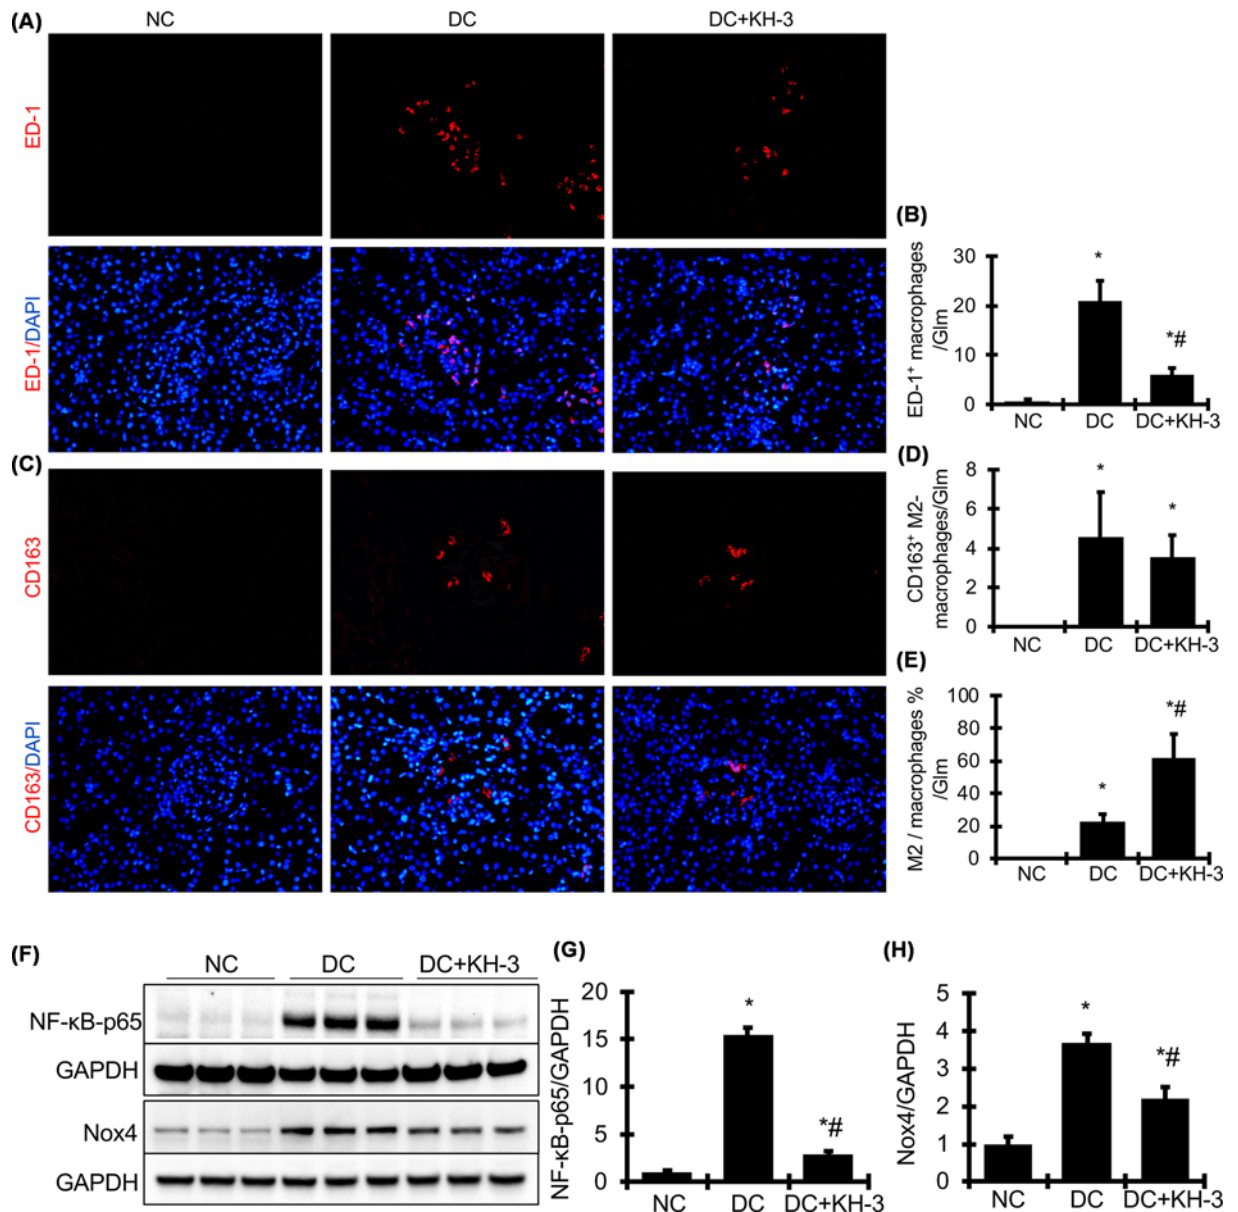 (A)
NC
DC
DC+KH-3
ED-1
ED-1/DAPI
(B)
ED-1+ macrophages
/Glm
30
20
10
0
NC
DC
DC+KH-3
(C)
CD163
CD163/DAPI
(D)
CD163+ M2-
macrophages/Glm
8
6
4
2
0
*
*
NC
DC
DC+KH-3
*
*#
(E)
M2 / macrophages %
/Glm
100
80
60
40
20
0
*
*#
NC
DC
DC+KH-3
(F)
NC
DC
DC+KH-3
NF-κB-p65
GAPDH
Nox4
GAPDH
(G)
NF-κB-p65/GAPDH
20
15
10
5
0
*
*#
NC
DC
DC+KH-3
(H)
Nox4/GAPDH
5
4
3
2
1
0
*
*#
NC
DC
DC+KH-3